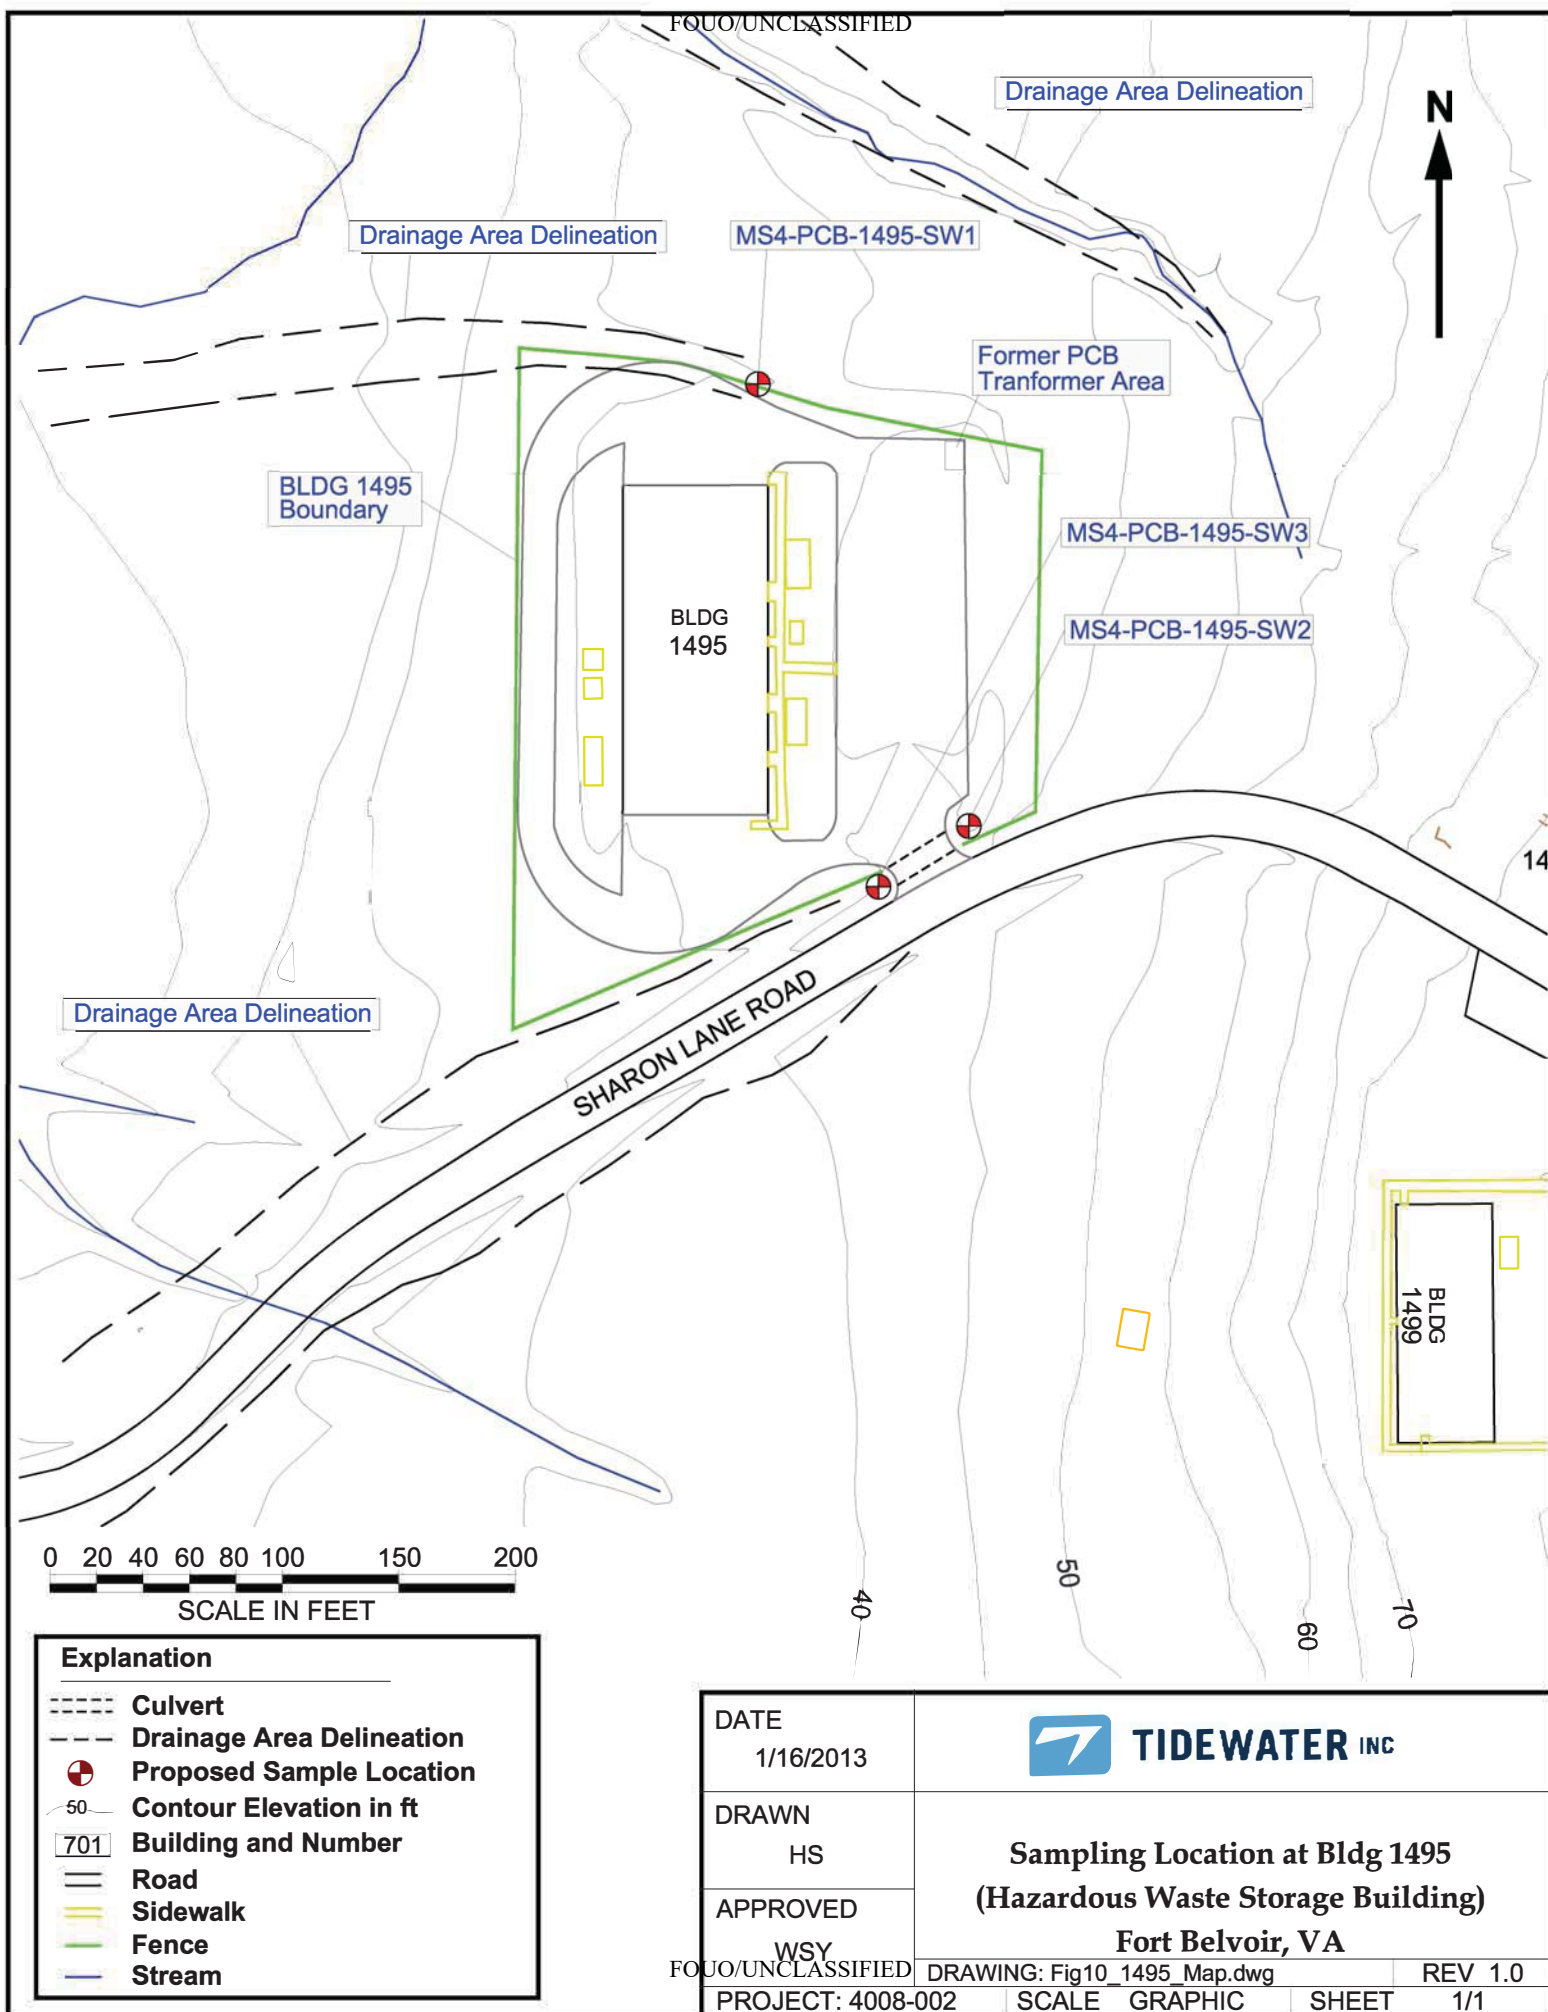 FOUO/UNCLASSIFIED
Drainage Area Delineation
N
Drainage Area Delineation
MS4-PCB-1495-SW1
Former PCB
Tranformer Area
BLDG 1495
Boundary
MS4-PCB-1495-SW3
BLDG
1495
MS4-PCB-1495-SW2
14
Drainage Area Delineation
SHARON LANE ROAD
BLDG
1499
0 20 40 60 80 100 150 200
SCALE IN FEET
40
50
60
70
Explanation
Culvert
Drainage Area Delineation
Proposed Sample Location
50 Contour Elevation in ft
701 Building and Number
Road
Sidewalk
Fence
Stream
DATE
1/16/2013
TIDEWATER INC
DRAWN
HS
Sampling Location at Bldg 1495
(Hazardous Waste Storage Building)
Fort Belvoir, VA
APPROVED
WSY
FOUO/UNCLASSIFIED
DRAWING: Fig10_1495_Map.dwg REV 1.0
PROJECT: 4008-002 SCALE GRAPHIC SHEET 1/1